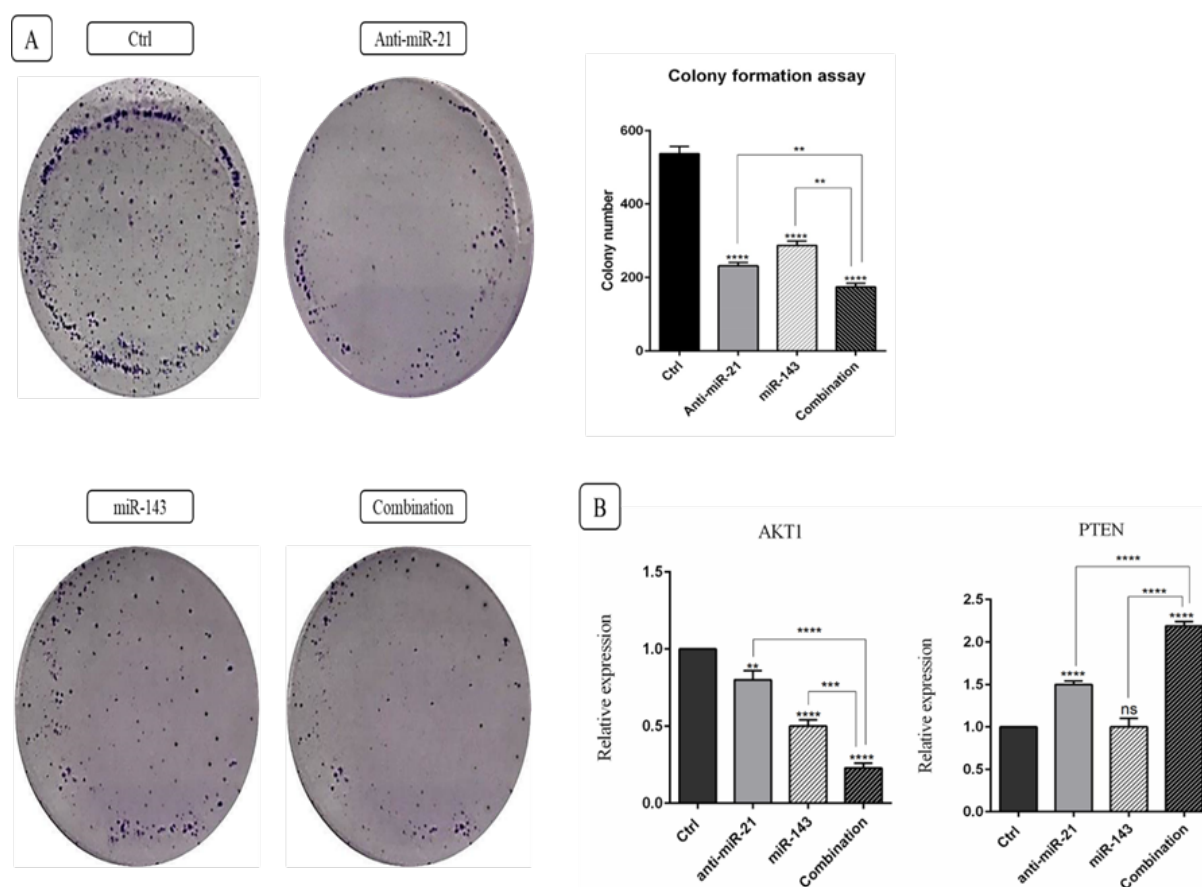 A
Ctrl
Anti-miR-21
Colony formation assay
Colony number
600
400
200
0
**
**
****
****
****
Ctrl
Anti-miR-21
miR-143
Combination
miR-143
Combination
B
AKT1
Relative expression
1.5
1.0
0.5
0.0
****
**
***
****
****
Ctrl
anti-miR-21
miR-143
Combination
PTEN
Relative expression
2.5
2.0
1.5
1.0
0.5
0.0
****
****
****
****
ns
Ctrl
anti-miR-21
miR-143
Combination